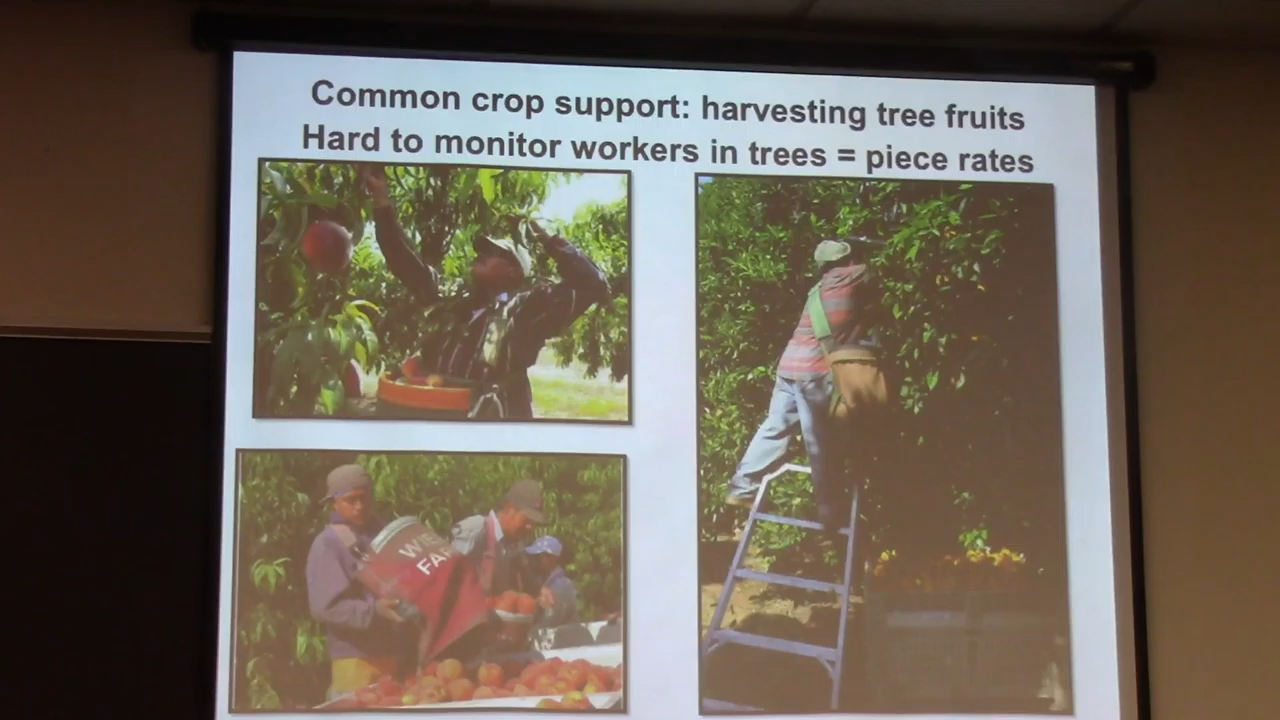 Common crop support: harvesting tree fruits
Hard to monitor workers in trees = piece rates